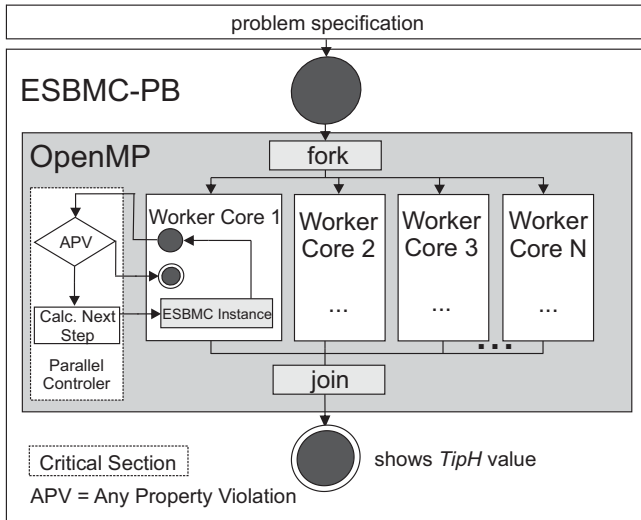 problem specification
ESBMC-PB
OpenMP
fork
APV
Calc. Next
Step
Parallel
Controler
Worker Core 1
ESBMC Instance
Worker
Core 2
...
Worker
Core 3
...
Worker
Core N
...
...
join
Critical Section
shows TipH value
APV = Any Property Violation